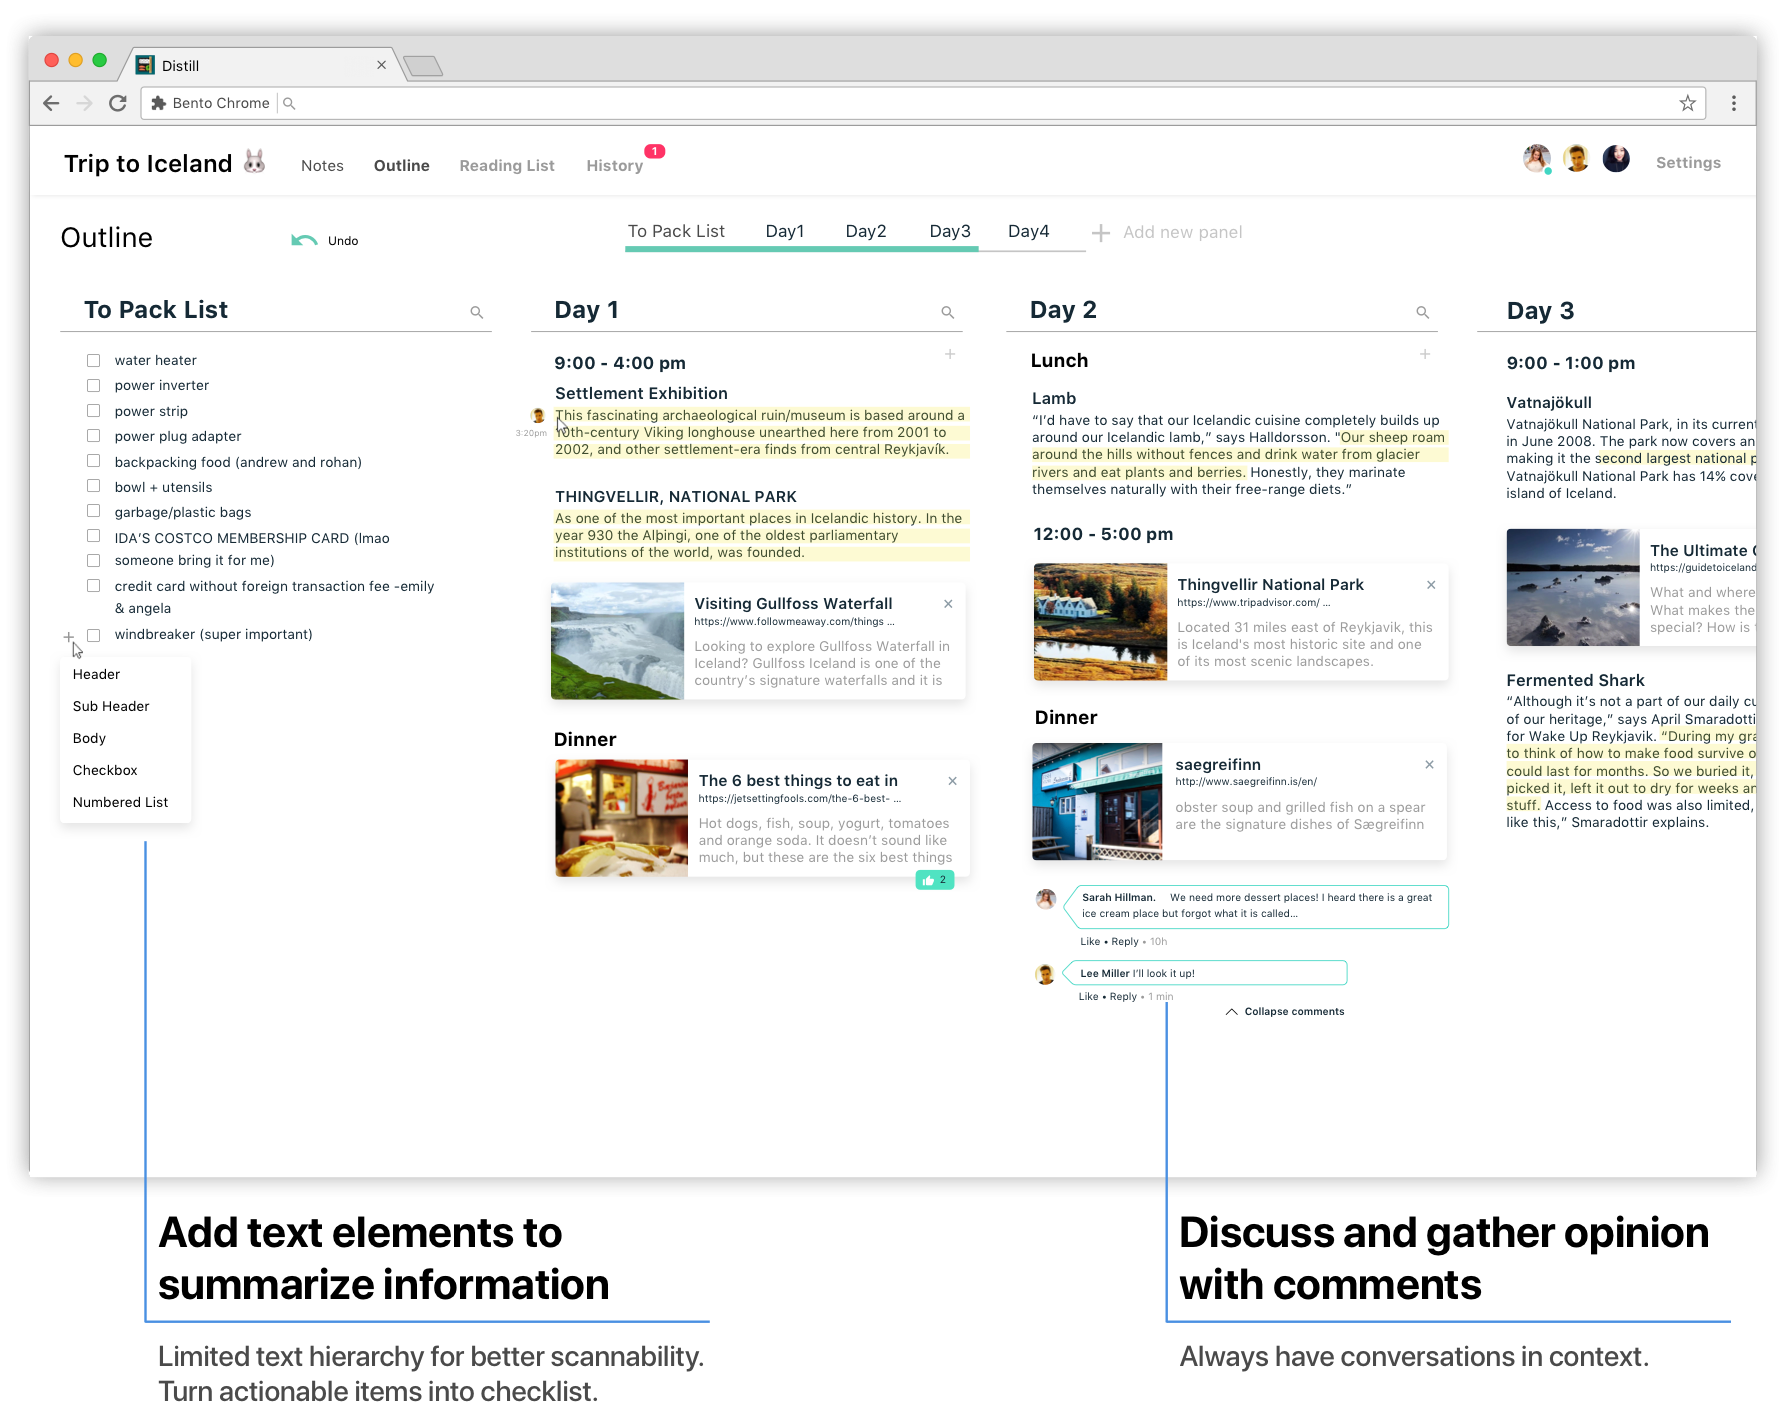 Distill
Bento Chrome
Trip to Iceland
Notes
Outline
Reading List
History
1
Settings
Outline
Undo
To Pack List
Day1
Day2
Day3
Day4
Add new panel
To Pack List
water heater
power inverter
power strip
power plug adapter
backpacking food (andrew and rohan)
bowl + utensils
garbage/plastic bags
IDA'S COSTCO MEMBERSHIP CARD (lmao
someone bring it for me)
credit card without foreign transaction fee -emily
& angela
windbreaker (super important)
Header
Sub Header
Body
Checkbox
Numbered List
Day 1
9:00 - 4:00 pm
Settlement Exhibition
3:20pm
This fascinating archaeological ruin/museum is based around a
10th-century Viking longhouse unearthed here from 2001 to
2002, and other settlement-era finds from central Reykjavík.
THINGVELLIR, NATIONAL PARK
As one of the most important places in Icelandic history. In the
year 930 the Alþingi, one of the oldest parliamentary
institutions of the world, was founded.
Visiting Gullfoss Waterfall
https://www.followmeaway.com/things ...
Looking to explore Gullfoss Waterfall in
Iceland? Gullfoss Iceland is one of the
country's signature waterfalls and it is
Dinner
The 6 best things to eat in
https://jetsettingfools.com/the-6-best- ...
Hot dogs, fish, soup, yogurt, tomatoes
and orange soda. It doesn't sound like
much, but these are the six best things
2
Day 2
Lunch
Lamb
“I'd have to say that our Icelandic cuisine completely builds up
around our Icelandic lamb,” says Halldorsson. "Our sheep roam
around the hills without fences and drink water from glacier
rivers and eat plants and berries. Honestly, they marinate
themselves naturally with their free-range diets.”
12:00 - 5:00 pm
Thingvellir National Park
https://www.tripadvisor.com/ ...
Located 31 miles east of Reykjavik, this
is Iceland's most historic site and one
of its most scenic landscapes.
Dinner
saegreifinn
http://www.saegreifinn.is/en/
obster soup and grilled fish on a spear
are the signature dishes of Sægreifinn
Sarah Hillman. We need more dessert places! I heard there is a great
ice cream place but forgot what it is called...
Like • Reply • 10h
Lee Miller I'll look it up!
Like • Reply • 1 min
Collapse comments
Day 3
9:00 - 1:00 pm
Vatnajökull
Vatnajökull National Park, in its current
in June 2008. The park now covers an
making it the second largest national p
Vatnajökull National Park has 14% cove
island of Iceland.
The Ultimate
https://guidetoiceland
What and where
What makes the
special? How is
Fermented Shark
“Although it's not a part of our daily cu
of our heritage,” says April Smaradotti
for Wake Up Reykjavik. “During my gra
to think of how to make food survive o
could last for months. So we buried it,
picked it, left it out to dry for weeks an
stuff. Access to food was also limited,
like this,” Smaradottir explains.
Add text elements to
summarize information
Limited text hierarchy for better scannability.
Turn actionable items into checklist.
Discuss and gather opinion
with comments
Always have conversations in context.